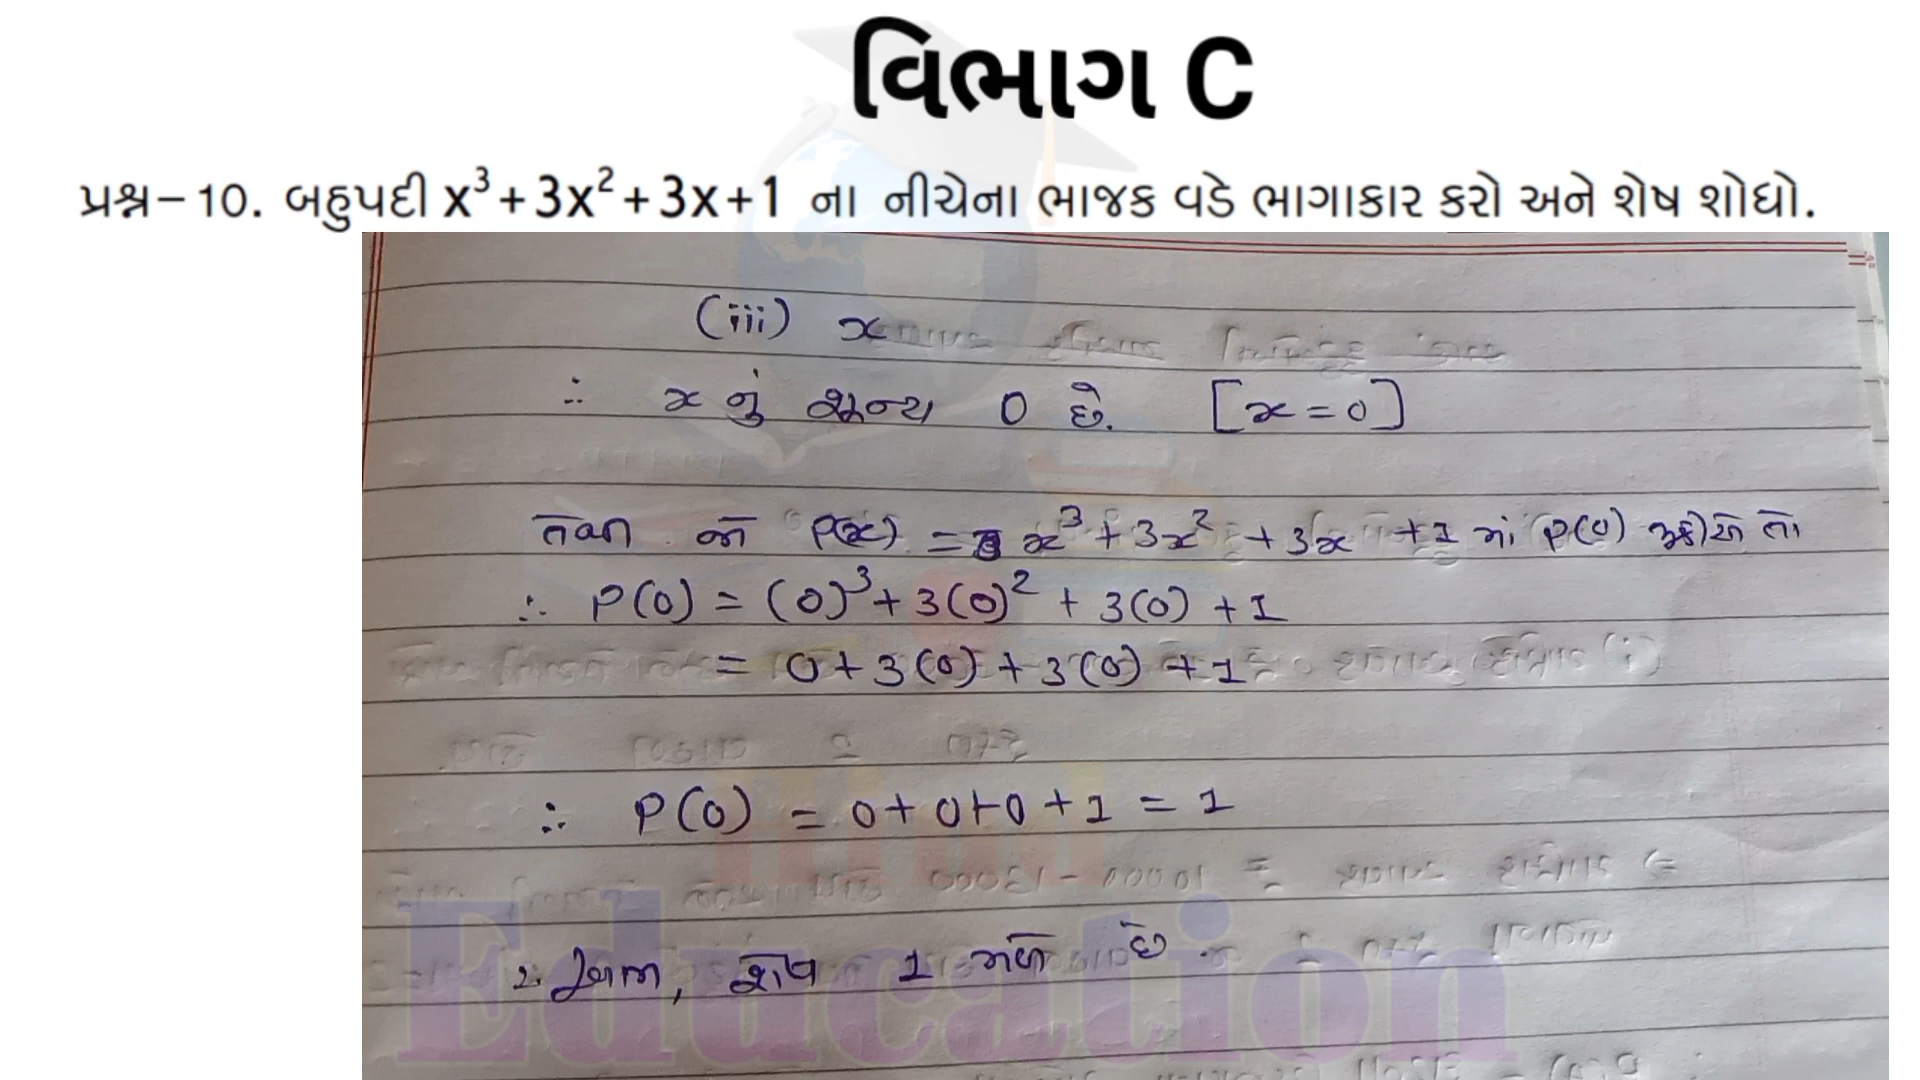 વિભાગ C
પ્રશ્ન-10. બહુપદી x³+3x²+3x+1 ના નીચેના ભાજક વડે ભાગાકાર કરો અને શેષ શોધો.
(iii) x
∴ x નું શૂન્ય 0 છે. [x=0]
P(x) = x³ + 3x² + 3x + 1 માં P(0) તો
∴ P(0) = (0)³ + 3(0)² + 3(0) + 1
= 0 + 3(0) + 3(0) + 1
∴ P(0) = 0 + 0 + 0 + 1 = 1
આમ, શેષ 1 મળે છે.
Hind
Education